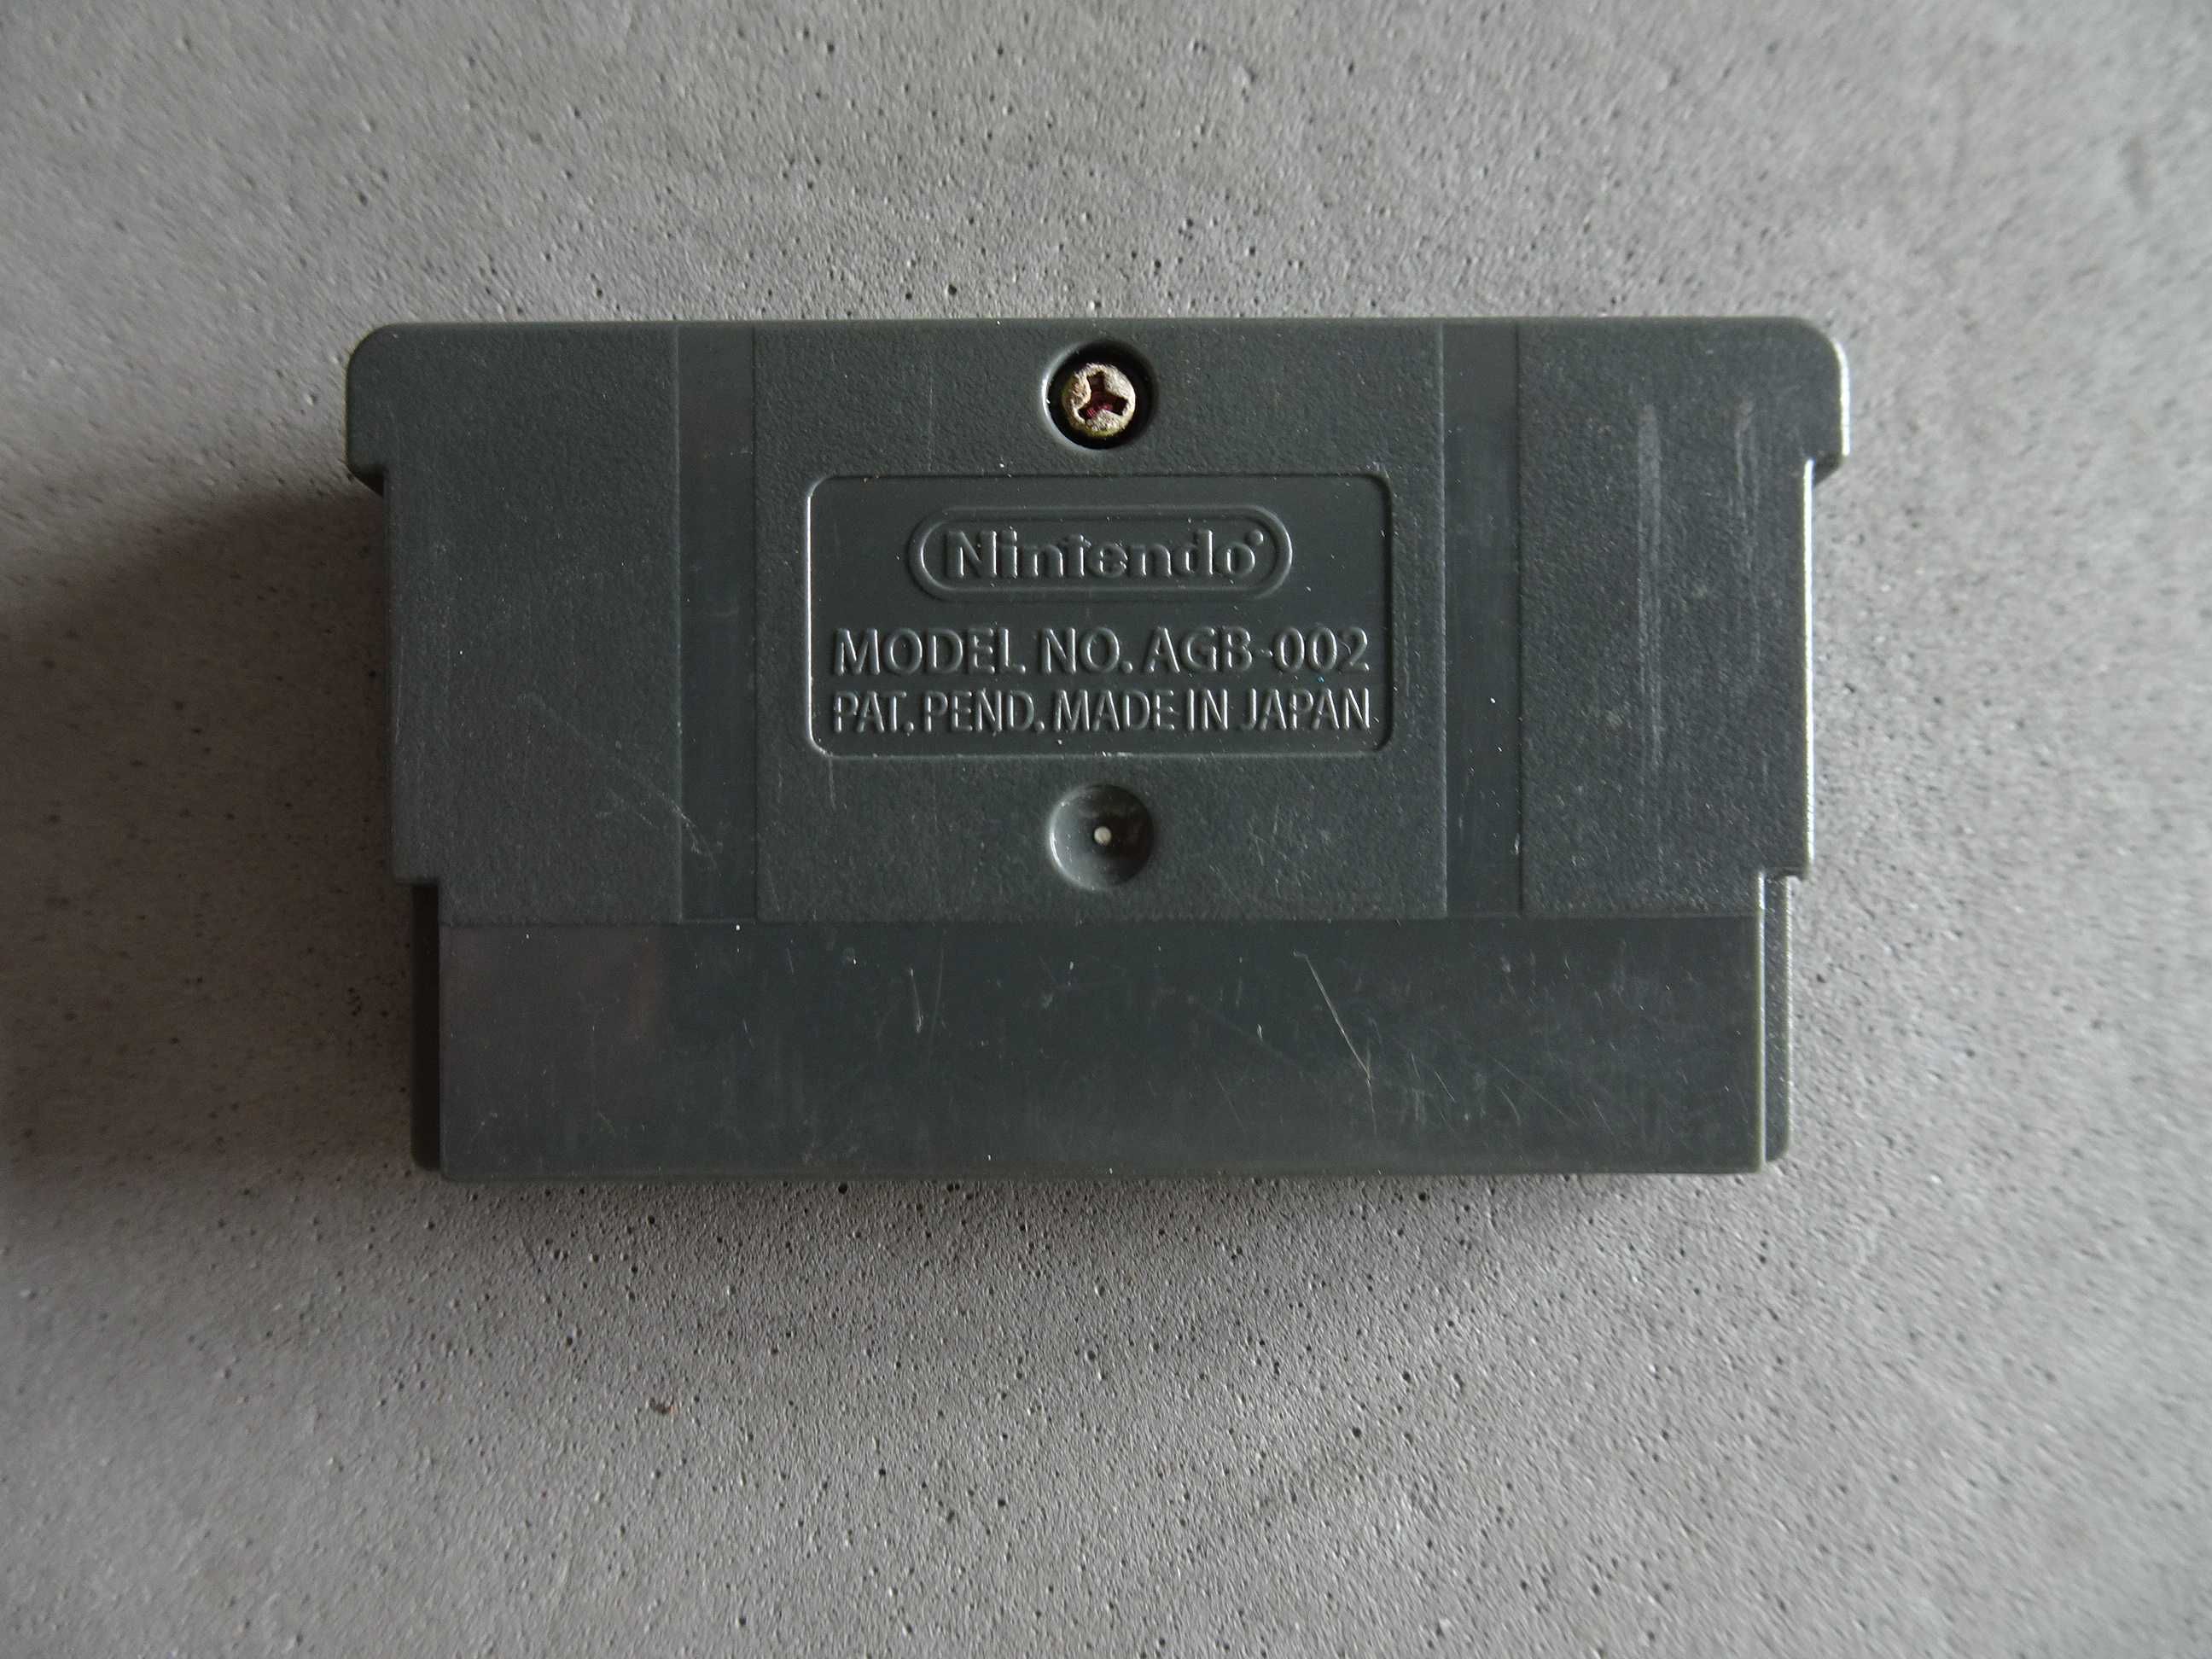 Nintendo
MODEL NO. AGB-002
PAT. PEND. MADE IN JAPAN